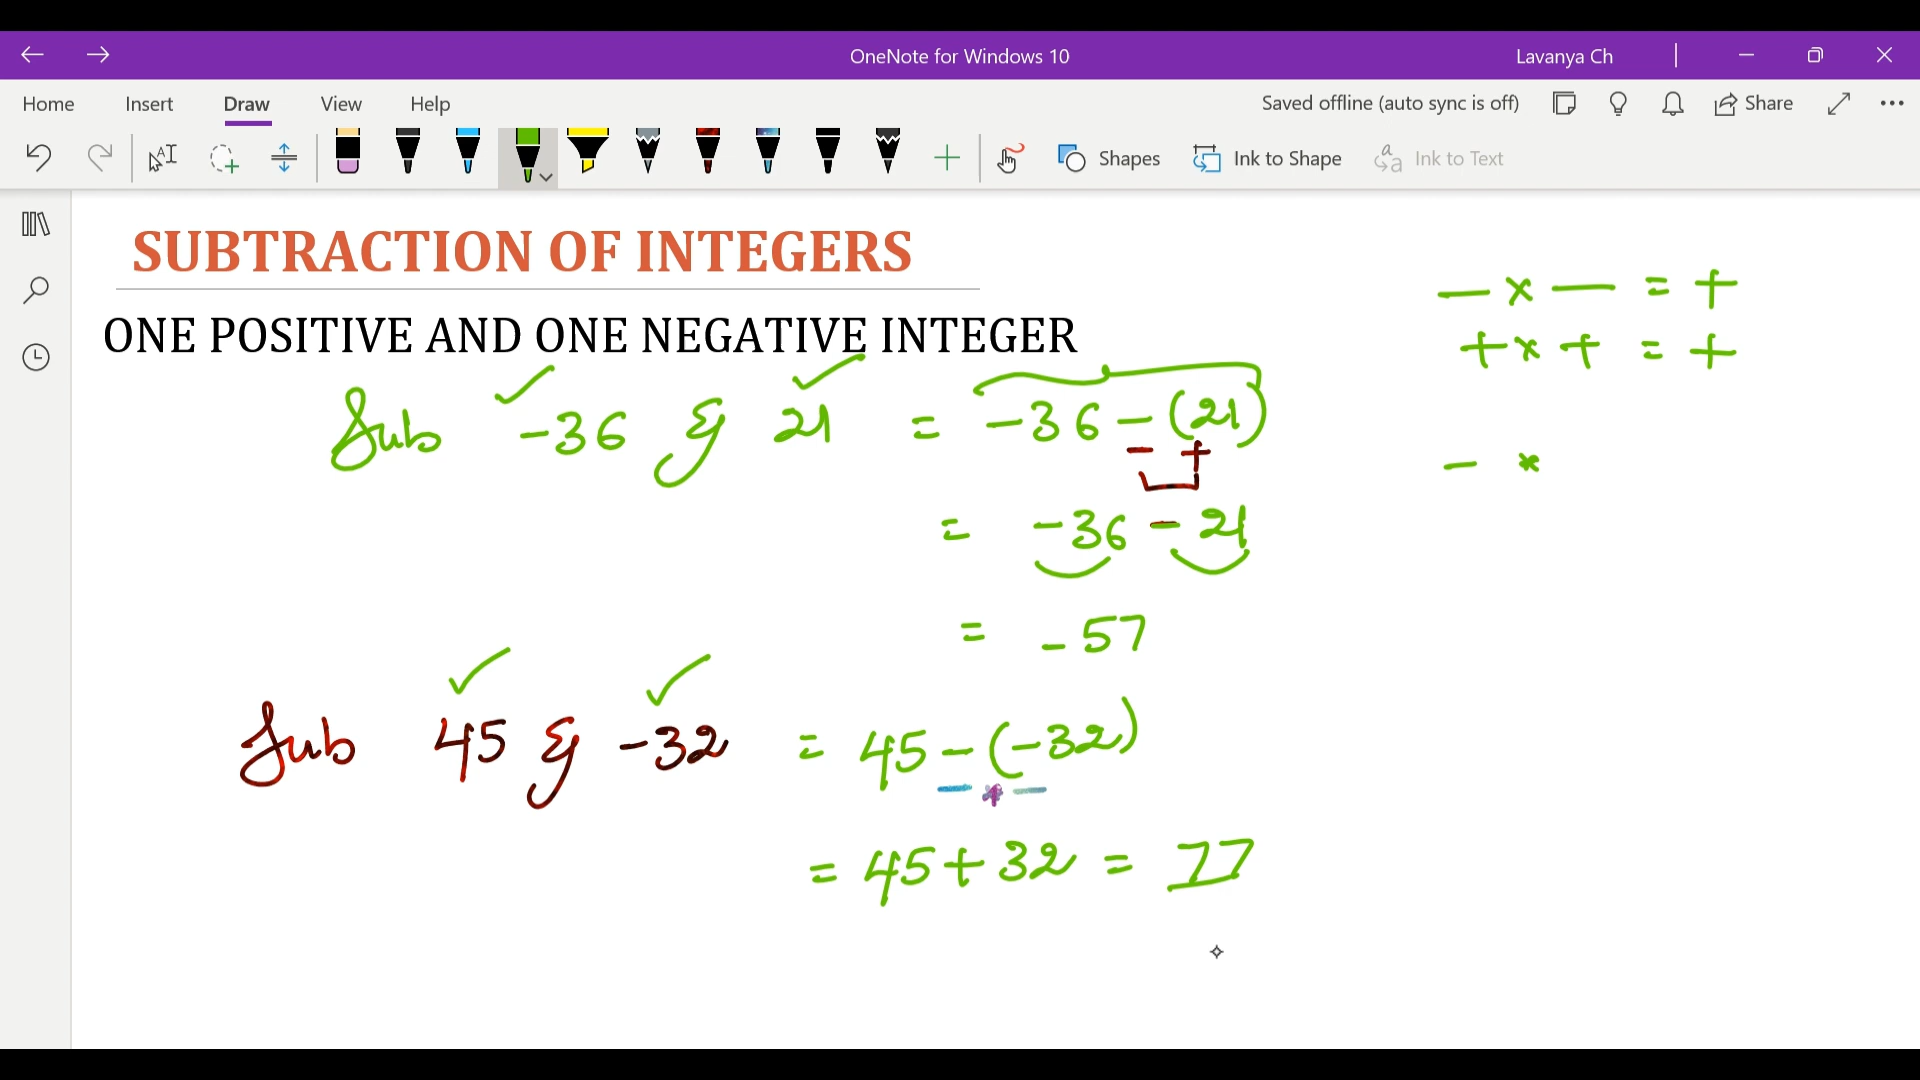 OneNote for Windows 10
Lavanya Ch
Home Insert Draw View Help
Saved offline (auto sync is off) Share
Shapes Ink to Shape Ink to Text
SUBTRACTION OF INTEGERS
ONE POSITIVE AND ONE NEGATIVE INTEGER
Sub -36 & 21 = -36 - (21)
- +
= -36 - 21
= -57
Sub 45 & -32 = 45 - (-32)
- * -
= 45 + 32 = 77
- × - = +
+ × + = +
- ×